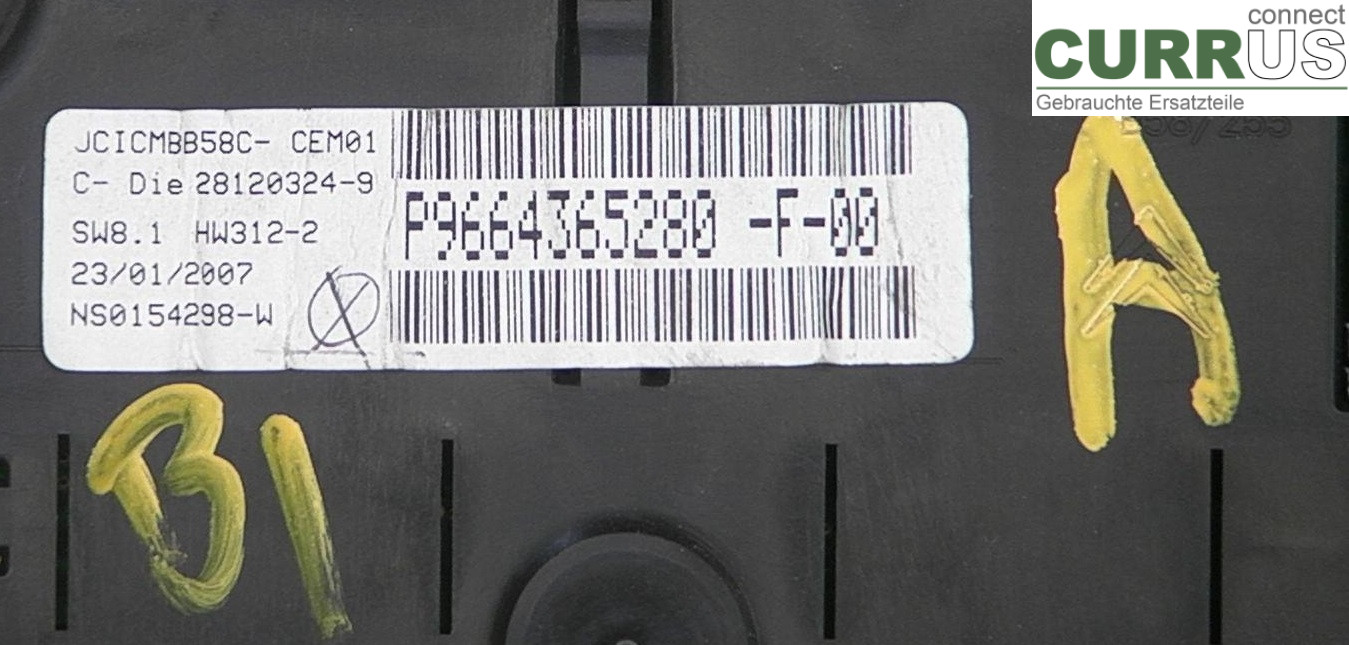 connect
CURRUS
Gebrauchte Ersatzteile
JCICMBB58C- CEM01
C- Die 28120324-9
SW8.1 HW312-2
23/01/2007
NS0154298-W
P9664365280 -F-00
A
B1